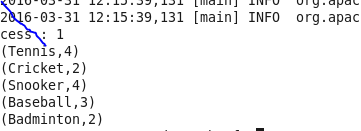 2016-03-31 12:15:39,131 [main] INFO  org.apac
2016-03-31 12:15:39,131 [main] INFO  org.apac
cess : 1
(Tennis,4)
(Cricket,2)
(Snooker,4)
(Baseball,3)
(Badminton,2)